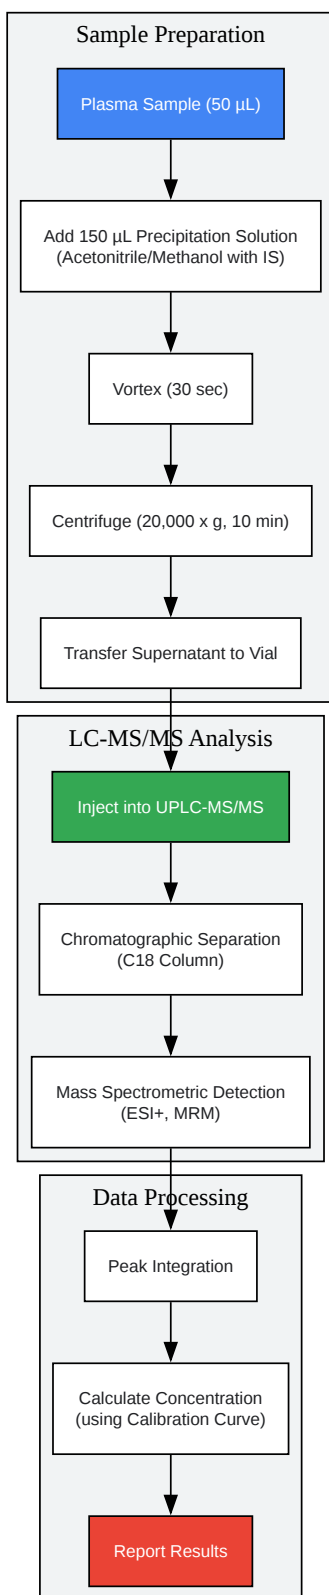 Sample Preparation
Plasma Sample (50 µL)
Add 150 µL Precipitation Solution
(Acetonitrile/Methanol with IS)
Vortex (30 sec)
Centrifuge (20,000 x g, 10 min)
Transfer Supernatant to Vial
LC-MS/MS Analysis
Inject into UPLC-MS/MS
Chromatographic Separation
(C18 Column)
Mass Spectrometric Detection
(ESI+, MRM)
Data Processing
Peak Integration
Calculate Concentration
(using Calibration Curve)
Report Results